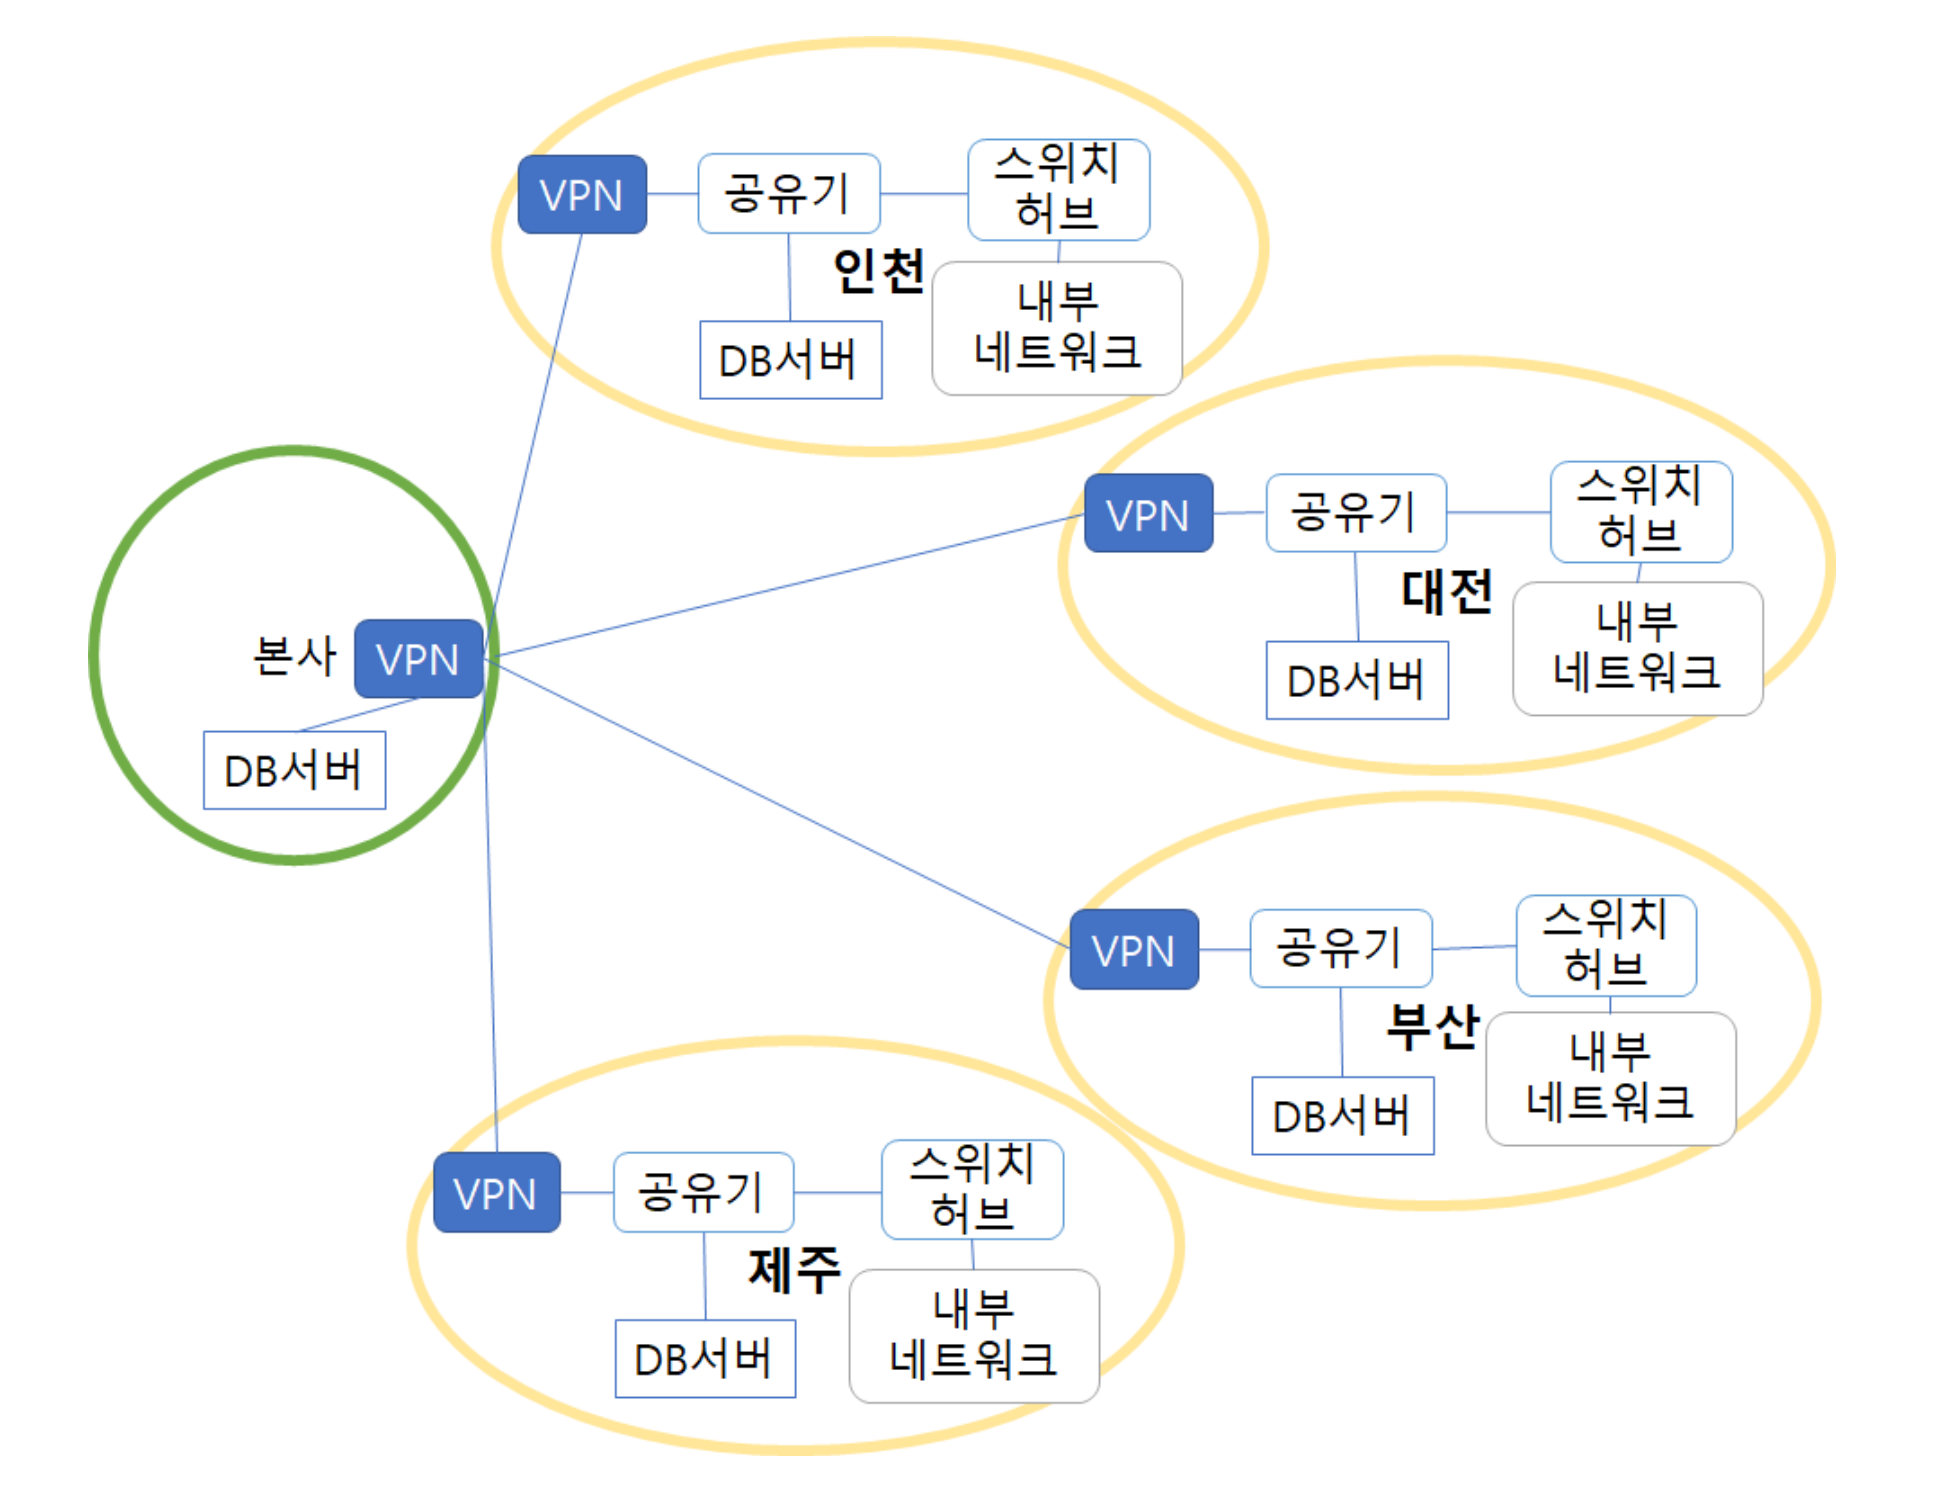 VPN
공유기
스위치
허브
인천
내부
네트워크
DB서버
VPN
공유기
스위치
허브
대전
내부
네트워크
DB서버
본사
VPN
DB서버
VPN
공유기
스위치
허브
부산
내부
네트워크
DB서버
VPN
공유기
스위치
허브
제주
내부
네트워크
DB서버